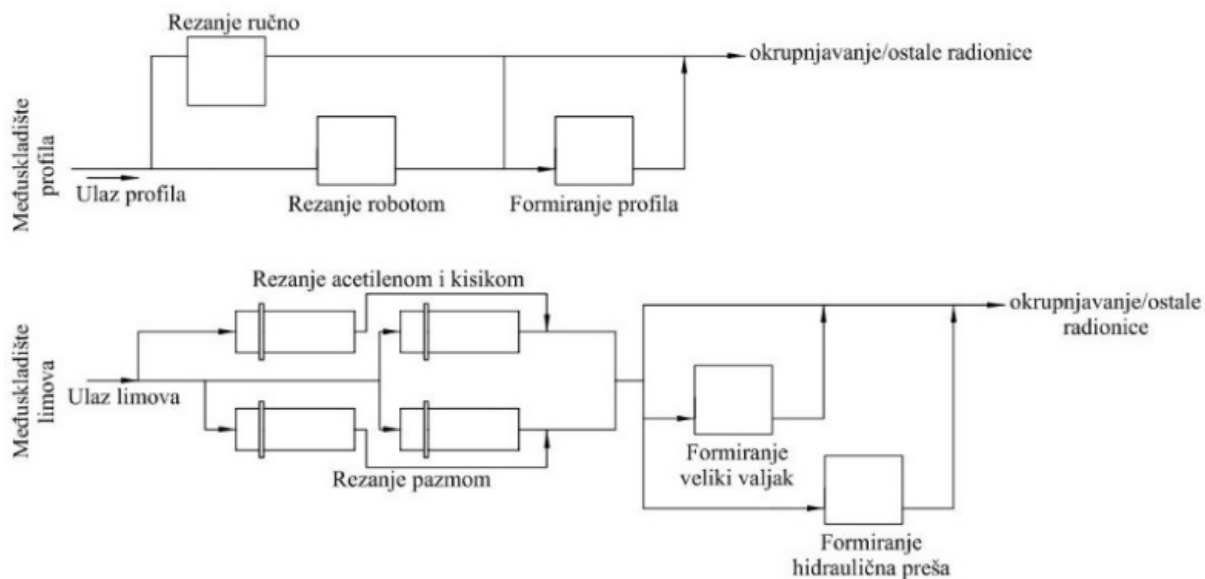 Rezanje ručno
okrupnjavanje/ostale radionice
Međuskladište
profila
Ulaz profila
Rezanje robotom
Formiranje profila
Rezanje acetilenom i kisikom
okrupnjavanje/ostale
radionice
Međuskladište
limova
Ulaz limova
Rezanje pazmom
Formiranje
veliki valjak
Formiranje
hidraulična preša